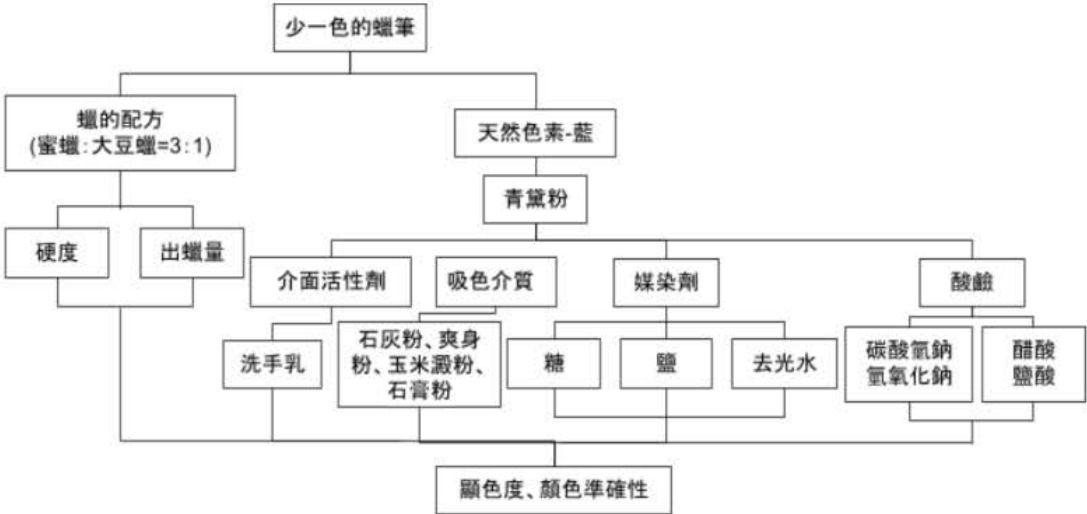 少一色的蠟筆
蠟的配方
(蜜蠟:大豆蠟=3:1)
天然色素-藍
青黛粉
硬度
出蠟量
介面活性劑
吸色介質
媒染劑
酸鹼
洗手乳
石灰粉、爽身
粉、玉米澱粉、
石膏粉
糖
鹽
去光水
碳酸氫鈉
氫氧化鈉
醋酸
鹽酸
顯色度、顏色準確性